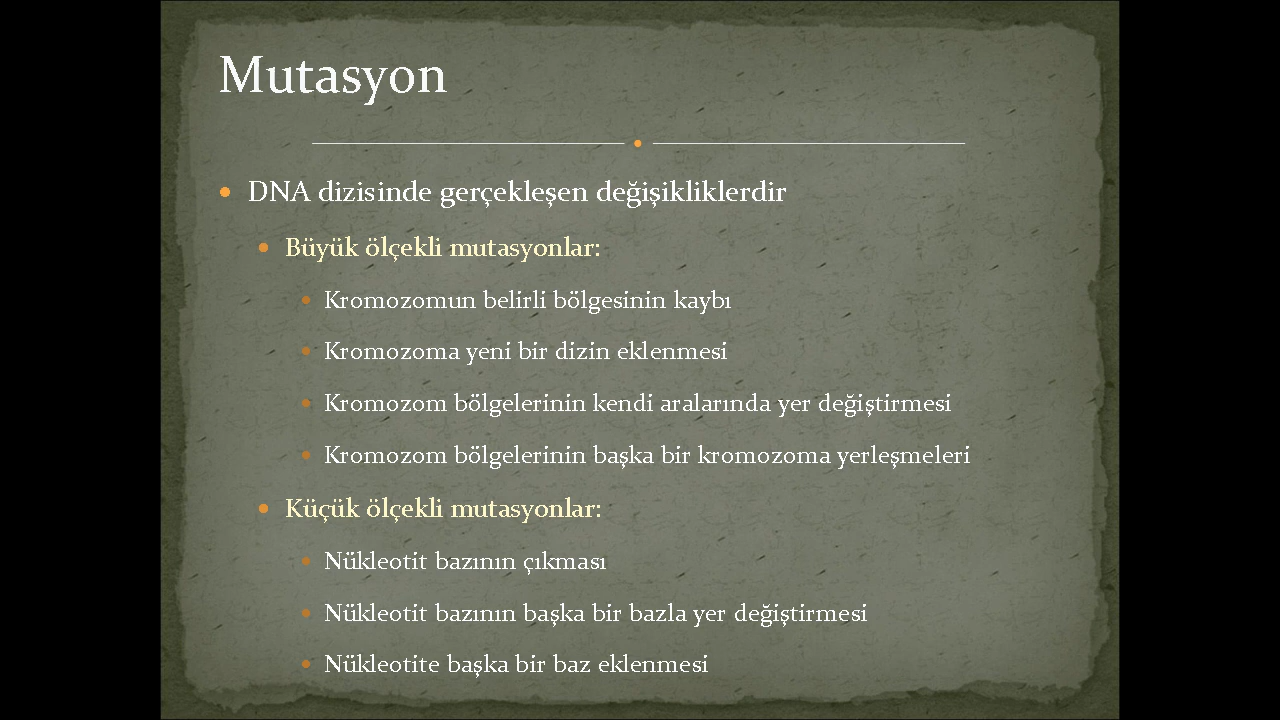 Mutasyon
DNA dizisinde gerçekleşen değişikliklerdir
Büyük ölçekli mutasyonlar:
Kromozomun belirli bölgesinin kaybı
Kromozoma yeni bir dizin eklenmesi
Kromozom bölgelerinin kendi aralarında yer değiştirmesi
Kromozom bölgelerinin başka bir kromozoma yerleşmeleri
Küçük ölçekli mutasyonlar:
Nükleotit bazının çıkması
Nükleotit bazının başka bir bazla yer değiştirmesi
Nükleotite başka bir baz eklenmesi